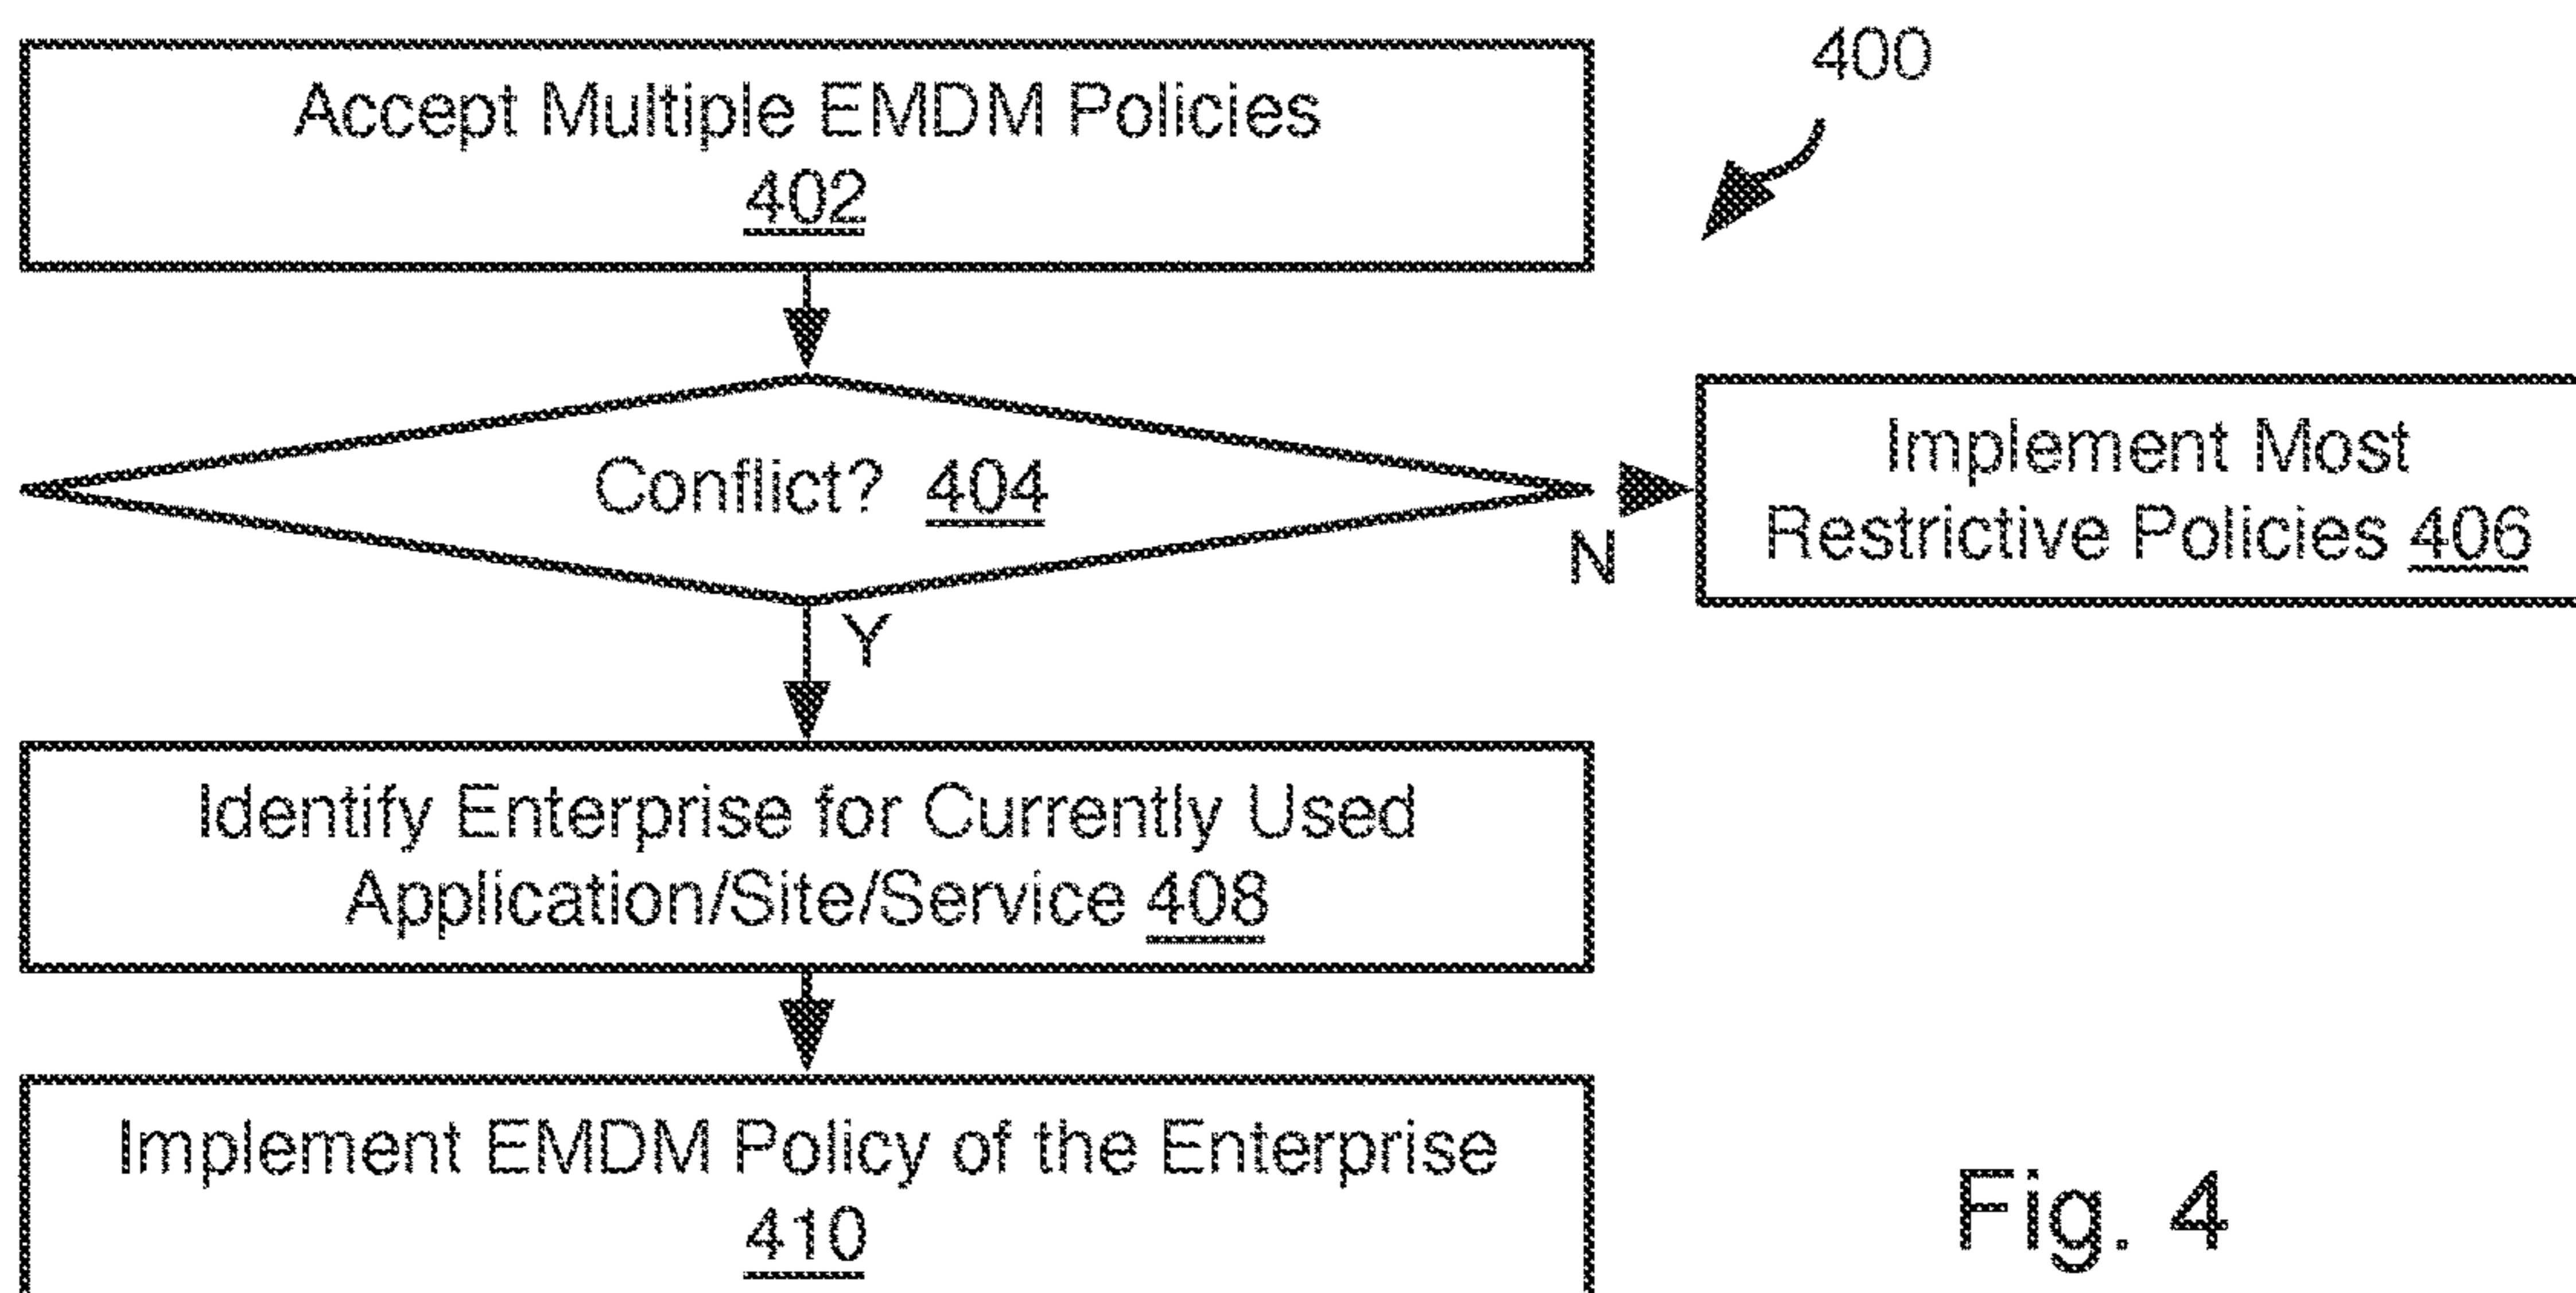 400
Accept Multiple EMDM Policies
402
Conflict? 404
N
Implement Most
Restrictive Policies 406
Y
Identify Enterprise for Currently Used
Application/Site/Service 408
Implement EMDM Policy of the Enterprise
410
Fig. 4